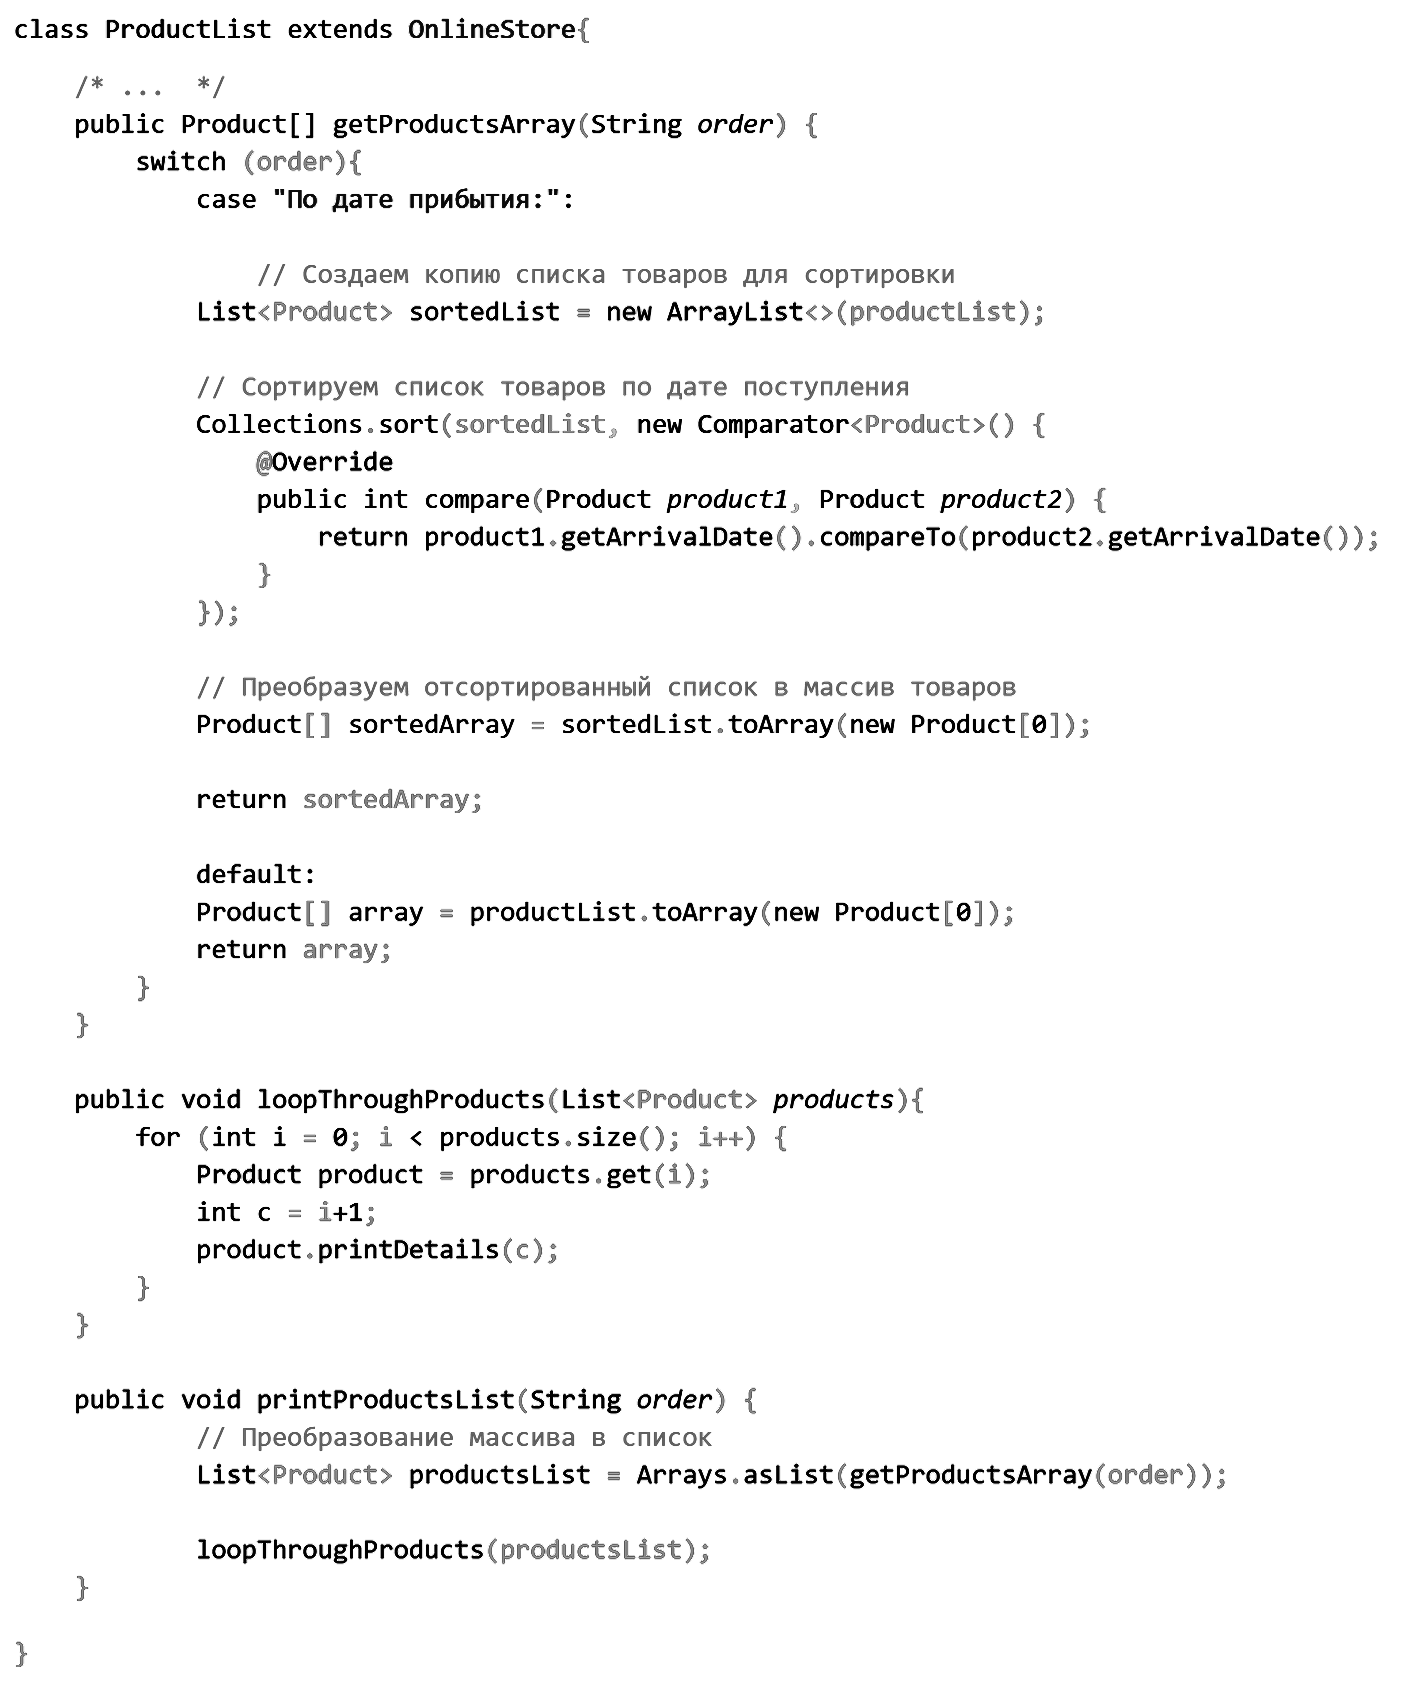 class ProductList extends OnlineStore{
/* ...  */
public Product[] getProductsArray(String order) {
switch (order){
case "По дате прибытия:":
// Создаем копию списка товаров для сортировки
List<Product> sortedList = new ArrayList<>(productList);
// Сортируем список товаров по дате поступления
Collections.sort(sortedList, new Comparator<Product>() {
@Override
public int compare(Product product1, Product product2) {
return product1.getArrivalDate().compareTo(product2.getArrivalDate());
}
});
// Преобразуем отсортированный список в массив товаров
Product[] sortedArray = sortedList.toArray(new Product[0]);
return sortedArray;
default:
Product[] array = productList.toArray(new Product[0]);
return array;
}
}
public void loopThroughProducts(List<Product> products){
for (int i = 0; i < products.size(); i++) {
Product product = products.get(i);
int c = i+1;
product.printDetails(c);
}
}
public void printProductsList(String order) {
// Преобразование массива в список
List<Product> productsList = Arrays.asList(getProductsArray(order));
loopThroughProducts(productsList);
}
}